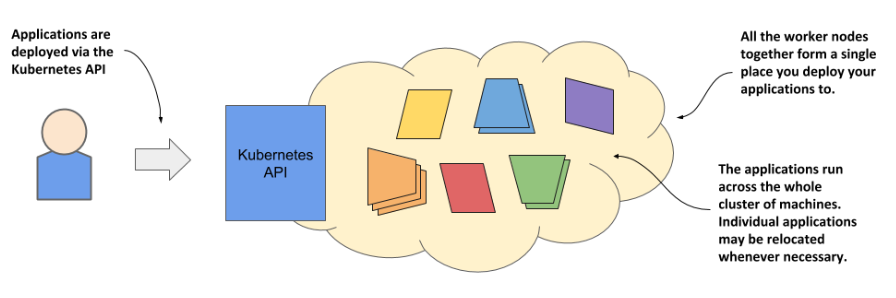 Applications are
deployed via the
Kubernetes API
Kubernetes
API
All the worker nodes
together form a single
place you deploy your
applications to.
The applications run
across the whole
cluster of machines.
Individual applications
may be relocated
whenever necessary.